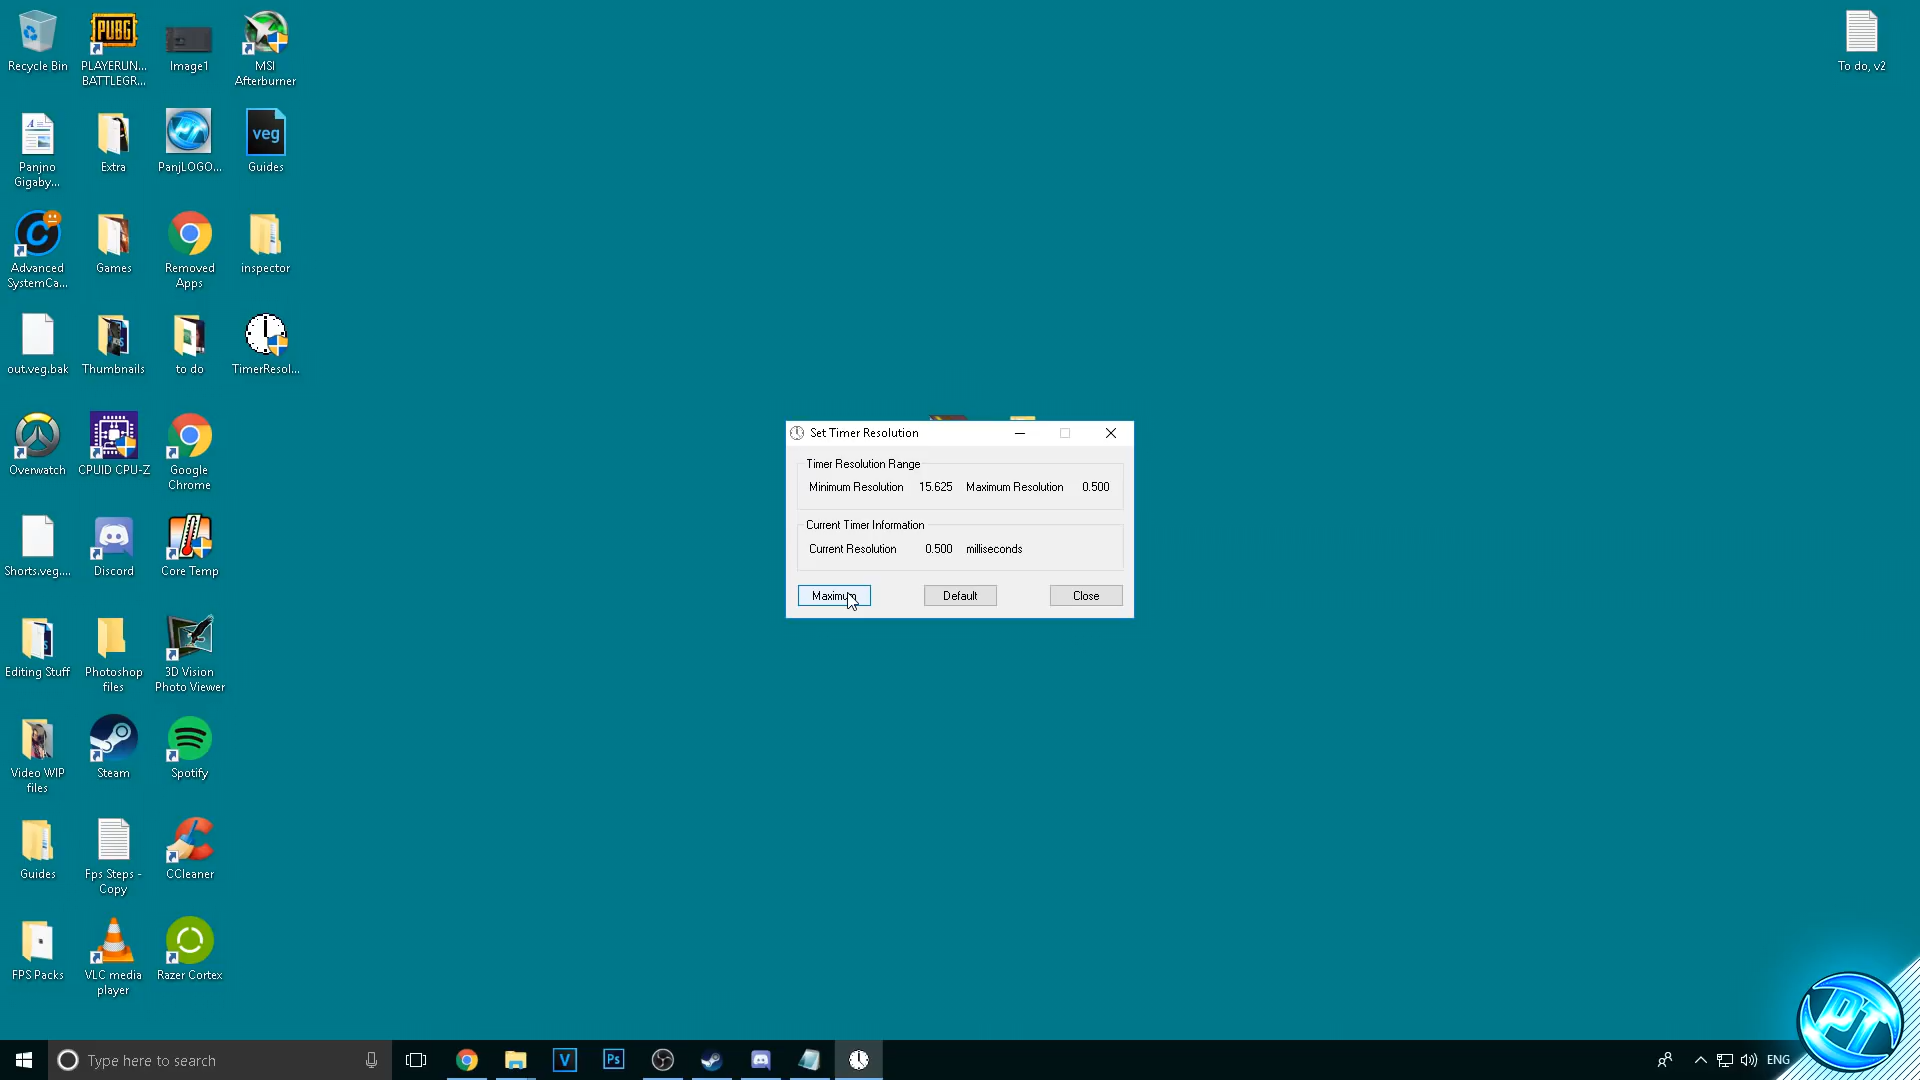 Recycle Bin
PLAYERUN...
BATTLEGR...
Image1
MSI
Afterburner
To do, v2
Panjno
Gigaby...
Extra
PanjLOGO...
veg
Guides
Advanced
SystemCa...
Games
Removed
Apps
inspector
out.veg.bak
Thumbnails
to do
TimerResol...
Overwatch
CPUID CPU-Z
Google
Chrome
Shorts.veg....
Discord
Core Temp
Editing Stuff
Photoshop
files
3D Vision
Photo Viewer
Video WIP
files
Steam
Spotify
Guides
Fps Steps -
Copy
CCleaner
FPS Packs
VLC media
player
Razer Cortex
PUBG
Set Timer Resolution
Timer Resolution Range
Minimum Resolution 15.625 Maximum Resolution 0.500
Current Timer Information
Current Resolution 0.500 milliseconds
Maximum Default Close
Type here to search
V
Ps
ENG
PT